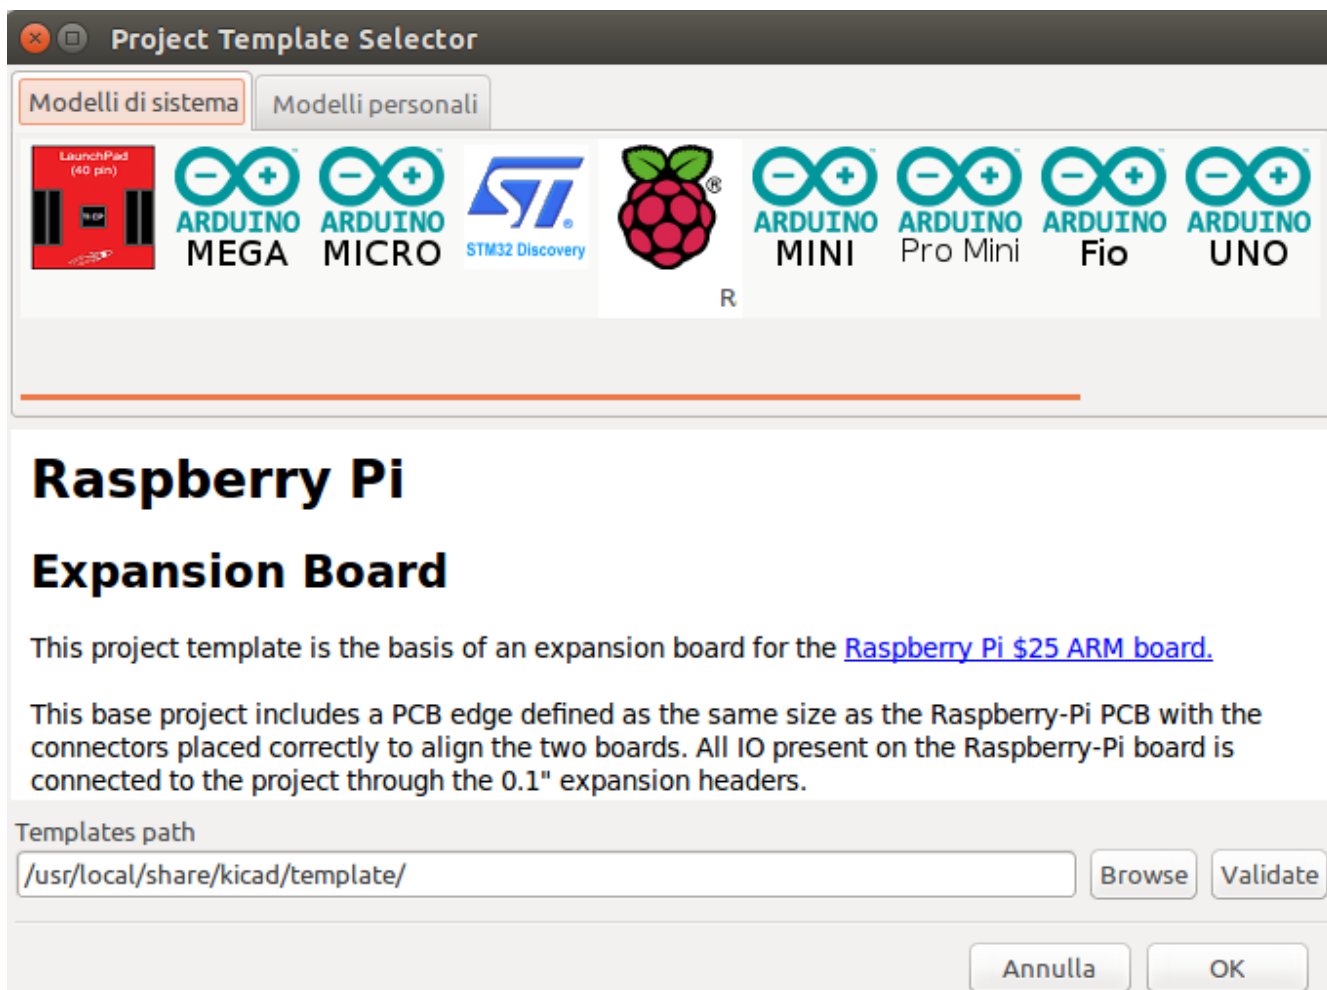 Project Template Selector
Modelli di sistema
Modelli personali
LaunchPad
(40 pin)
ARDUINO
MEGA
ARDUINO
MICRO
STM32 Discovery
R
ARDUINO
MINI
ARDUINO
Pro Mini
ARDUINO
Fio
ARDUINO
UNO
Raspberry Pi
Expansion Board
This project template is the basis of an expansion board for the Raspberry Pi $25 ARM board.
This base project includes a PCB edge defined as the same size as the Raspberry-Pi PCB with the
connectors placed correctly to align the two boards. All IO present on the Raspberry-Pi board is
connected to the project through the 0.1" expansion headers.
Templates path
/usr/local/share/kicad/template/
Browse
Validate
Annulla
OK